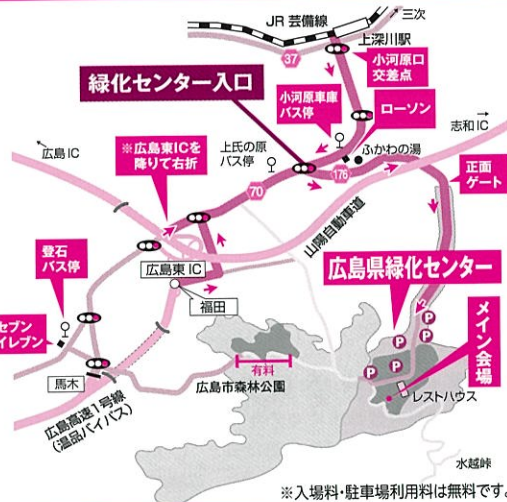 JR 芸備線
三次
上深川駅
37
小河原口
交差点
緑化センター入口
小河原車庫
バス停
ローソン
志和IC
広島IC
※広島東ICを
降りて右折
上氏の原
バス停
ふかわの湯
176
70
正面
ゲート
山陽自動車道
登石
バス停
広島東IC
広島県緑化センター
福田
セブン
イレブン
メイン会場
P
P
P
P
P
有料
馬木
広島市森林公園
レストハウス
広島高速1号線
(温品バイパス)
水越峠
※入場料・駐車場利用料は無料です。